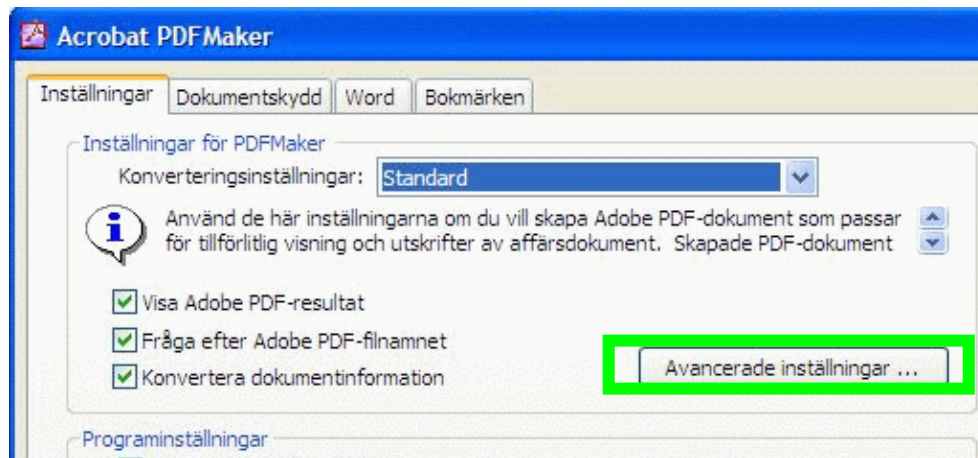 Acrobat PDFMaker
Inställningar Dokumentskydd Word Bokmärken
Inställningar för PDFMaker
Konverteringsinställningar: Standard
Använd de här inställningarna om du vill skapa Adobe PDF-dokument som passar
för tillförlitlig visning och utskrifter av affärsdokument. Skapade PDF-dokument
Visa Adobe PDF-resultat
Fråga efter Adobe PDF-filnamnet
Konvertera dokumentinformation
Avancerade inställningar ...
Programinställningar